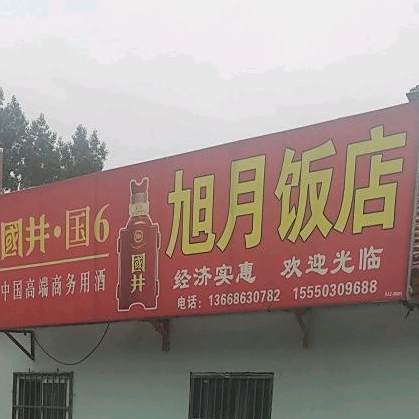 國井·国6
中国高端商务用酒
國井
旭月饭店
经济实惠 欢迎光临
电话：13668630782 15550309688